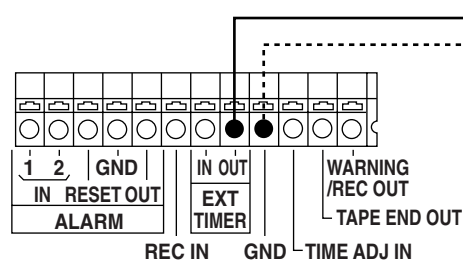 1 2 GND IN OUT WARNING
/REC OUT
IN RESET OUT EXT
TIMER
ALARM TAPE END OUT
REC IN GND TIME ADJ IN